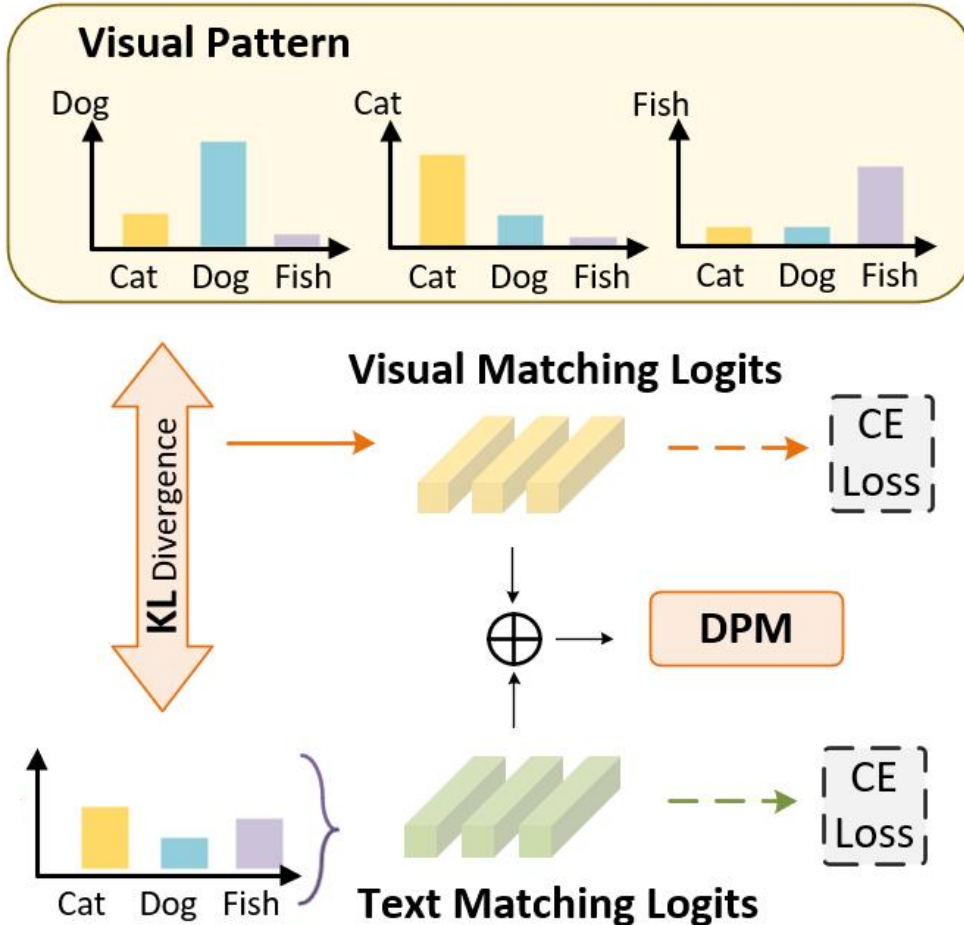 Visual Pattern
Dog
Cat
Fish
Cat Dog Fish
Cat Dog Fish
Cat Dog Fish
KL Divergence
Visual Matching Logits
CE
Loss
DPM
CE
Loss
Cat Dog Fish
Text Matching Logits